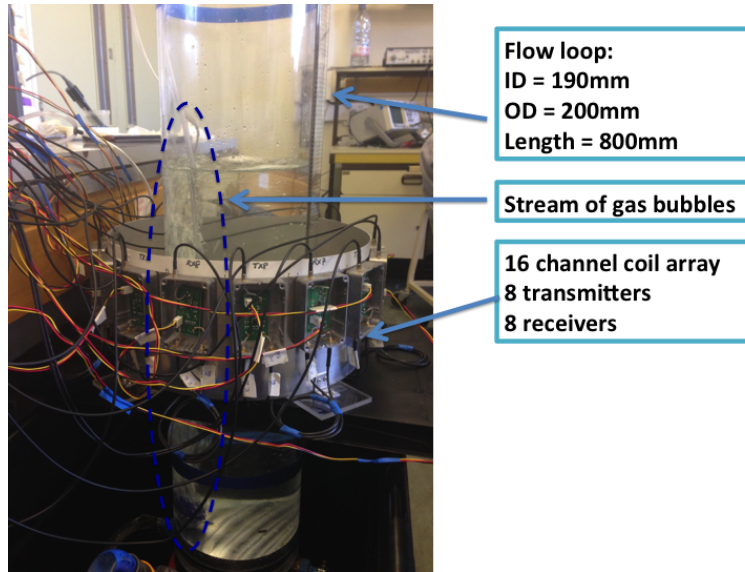 Flow loop:
ID = 190mm
OD = 200mm
Length = 800mm
Stream of gas bubbles
16 channel coil array
8 transmitters
8 receivers
TXP